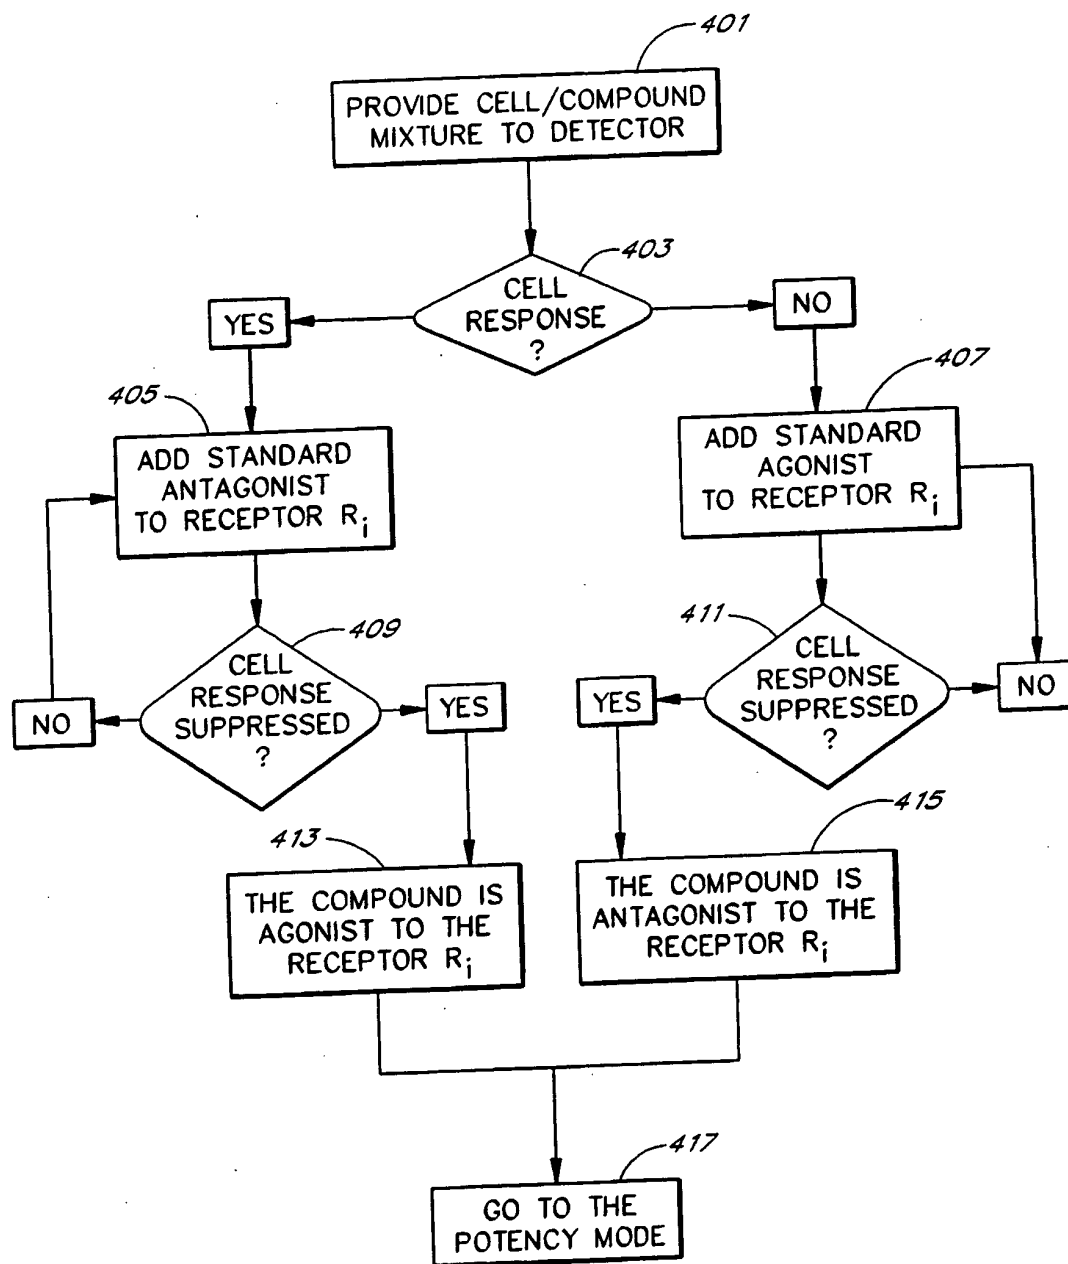 401
PROVIDE CELL/COMPOUND
MIXTURE TO DETECTOR
403
CELL
RESPONSE
?
YES
NO
405
ADD STANDARD
ANTAGONIST
TO RECEPTOR Ri
407
ADD STANDARD
AGONIST
TO RECEPTOR Ri
409
CELL
RESPONSE
SUPPRESSED
?
NO
YES
411
CELL
RESPONSE
SUPPRESSED
?
YES
NO
413
THE COMPOUND IS
AGONIST TO THE
RECEPTOR Ri
415
THE COMPOUND IS
ANTAGONIST TO THE
RECEPTOR Ri
417
GO TO THE
POTENCY MODE